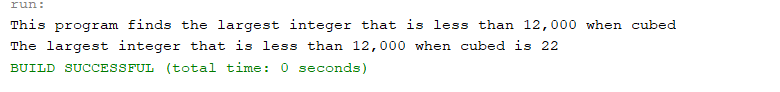 run:
This program finds the largest integer that is less than 12,000 when cubed
The largest integer that is less than 12,000 when cubed is 22
BUILD SUCCESSFUL (total time: 0 seconds)